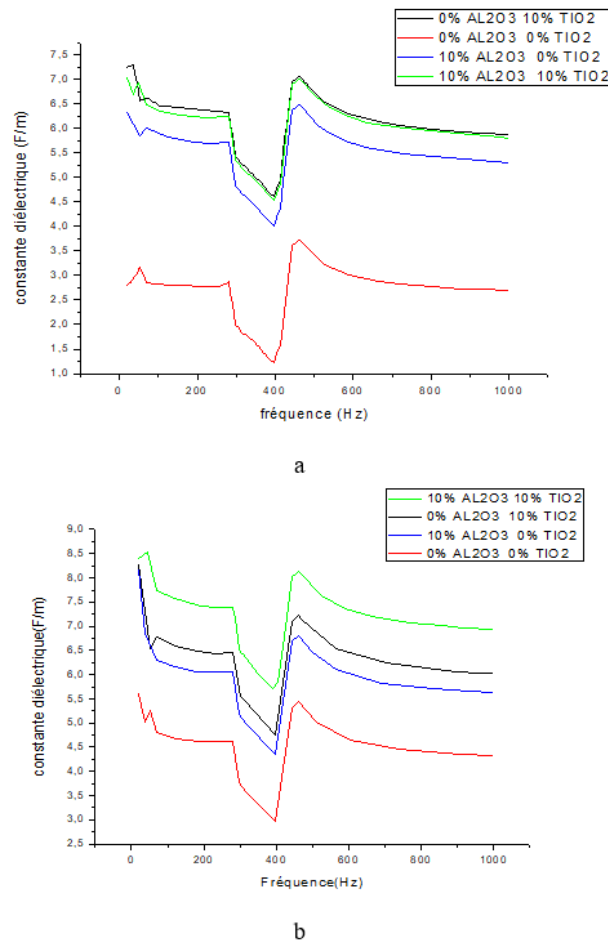 0% AL2O3 10% TIO2
0% AL2O3 0% TIO2
10% AL2O3 0% TIO2
10% AL2O3 10% TIO2
constante diélectrique (F/m)
7,5
7,0
6,5
6,0
5,5
5,0
4,5
4,0
3,5
3,0
2,5
2,0
1,5
1,0
0 200 400 600 800 1000
fréquence (Hz)
a
10% AL2O3 10% TIO2
0% AL2O3 10% TIO2
10% AL2O3 0% TIO2
0% AL2O3 0% TIO2
constante diélectrique(F/m)
9,0
8,5
8,0
7,5
7,0
6,5
6,0
5,5
5,0
4,5
4,0
3,5
3,0
2,5
0 200 400 600 800 1000
Fréquence(Hz)
b